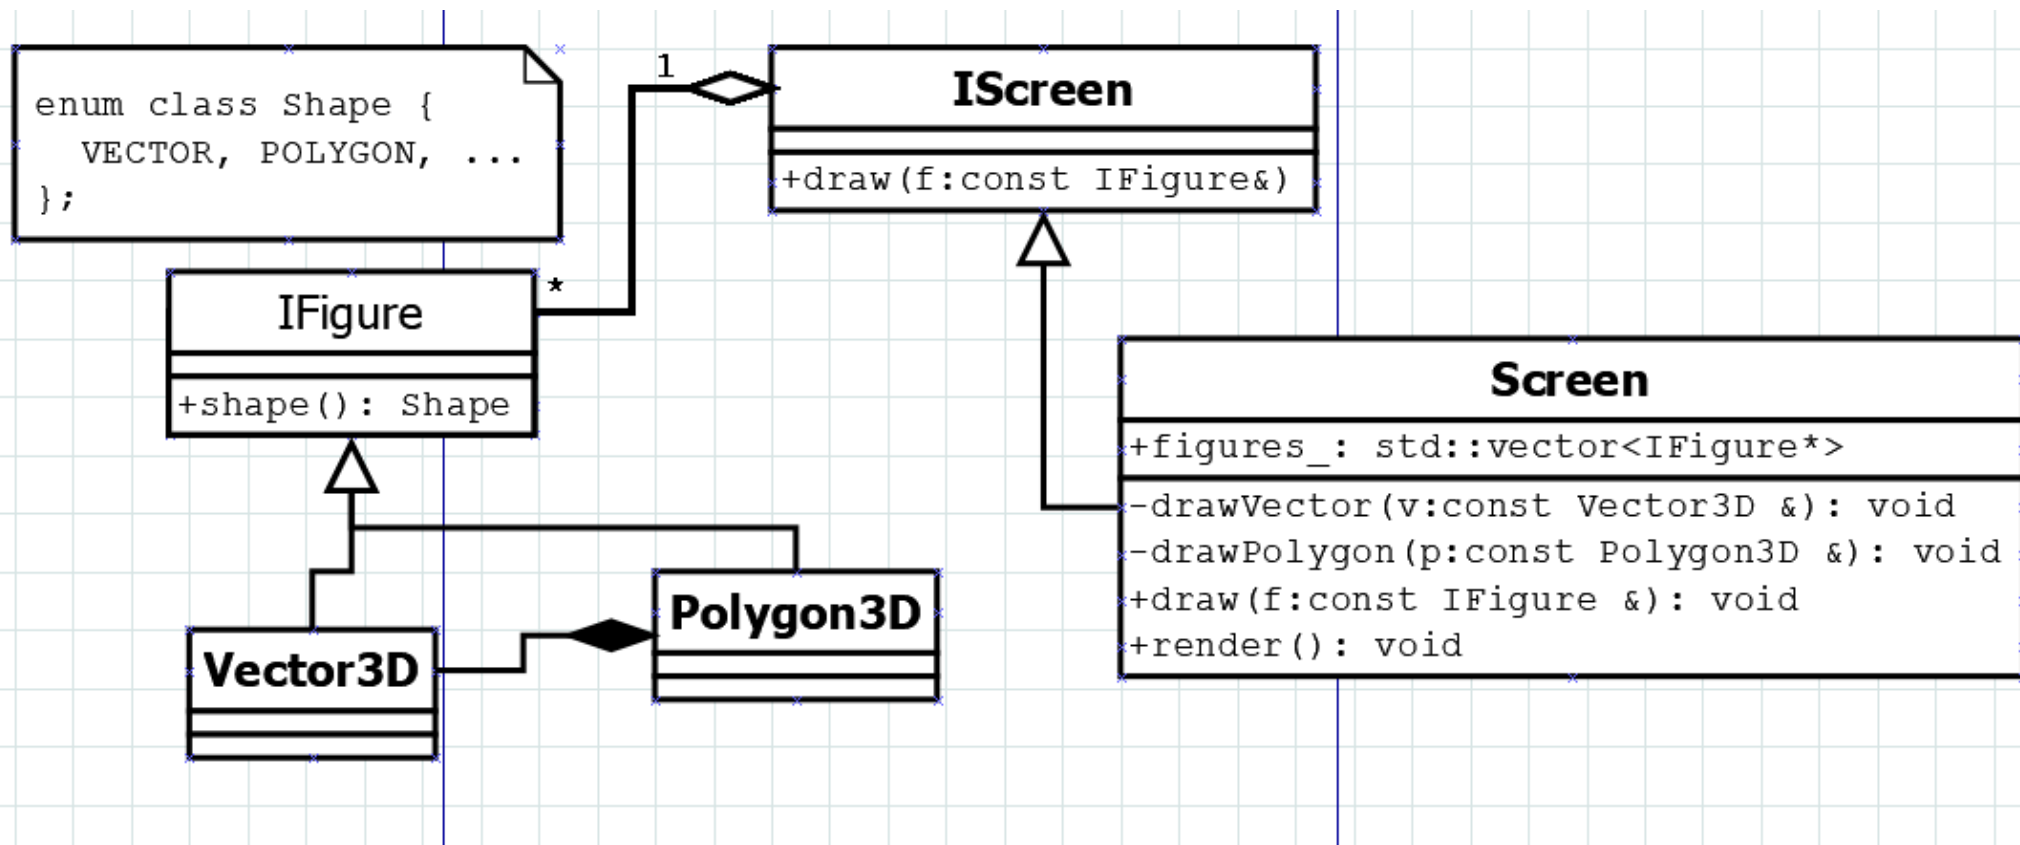 enum class Shape {
VECTOR, POLYGON, ...
};
1
IScreen
+draw(f:const IFigure&)
IFigure
*
+shape(): Shape
Screen
+figures_: std::vector<IFigure*>
-drawVector(v:const Vector3D &): void
-drawPolygon(p:const Polygon3D &): void
+draw(f:const IFigure &): void
+render(): void
Polygon3D
Vector3D